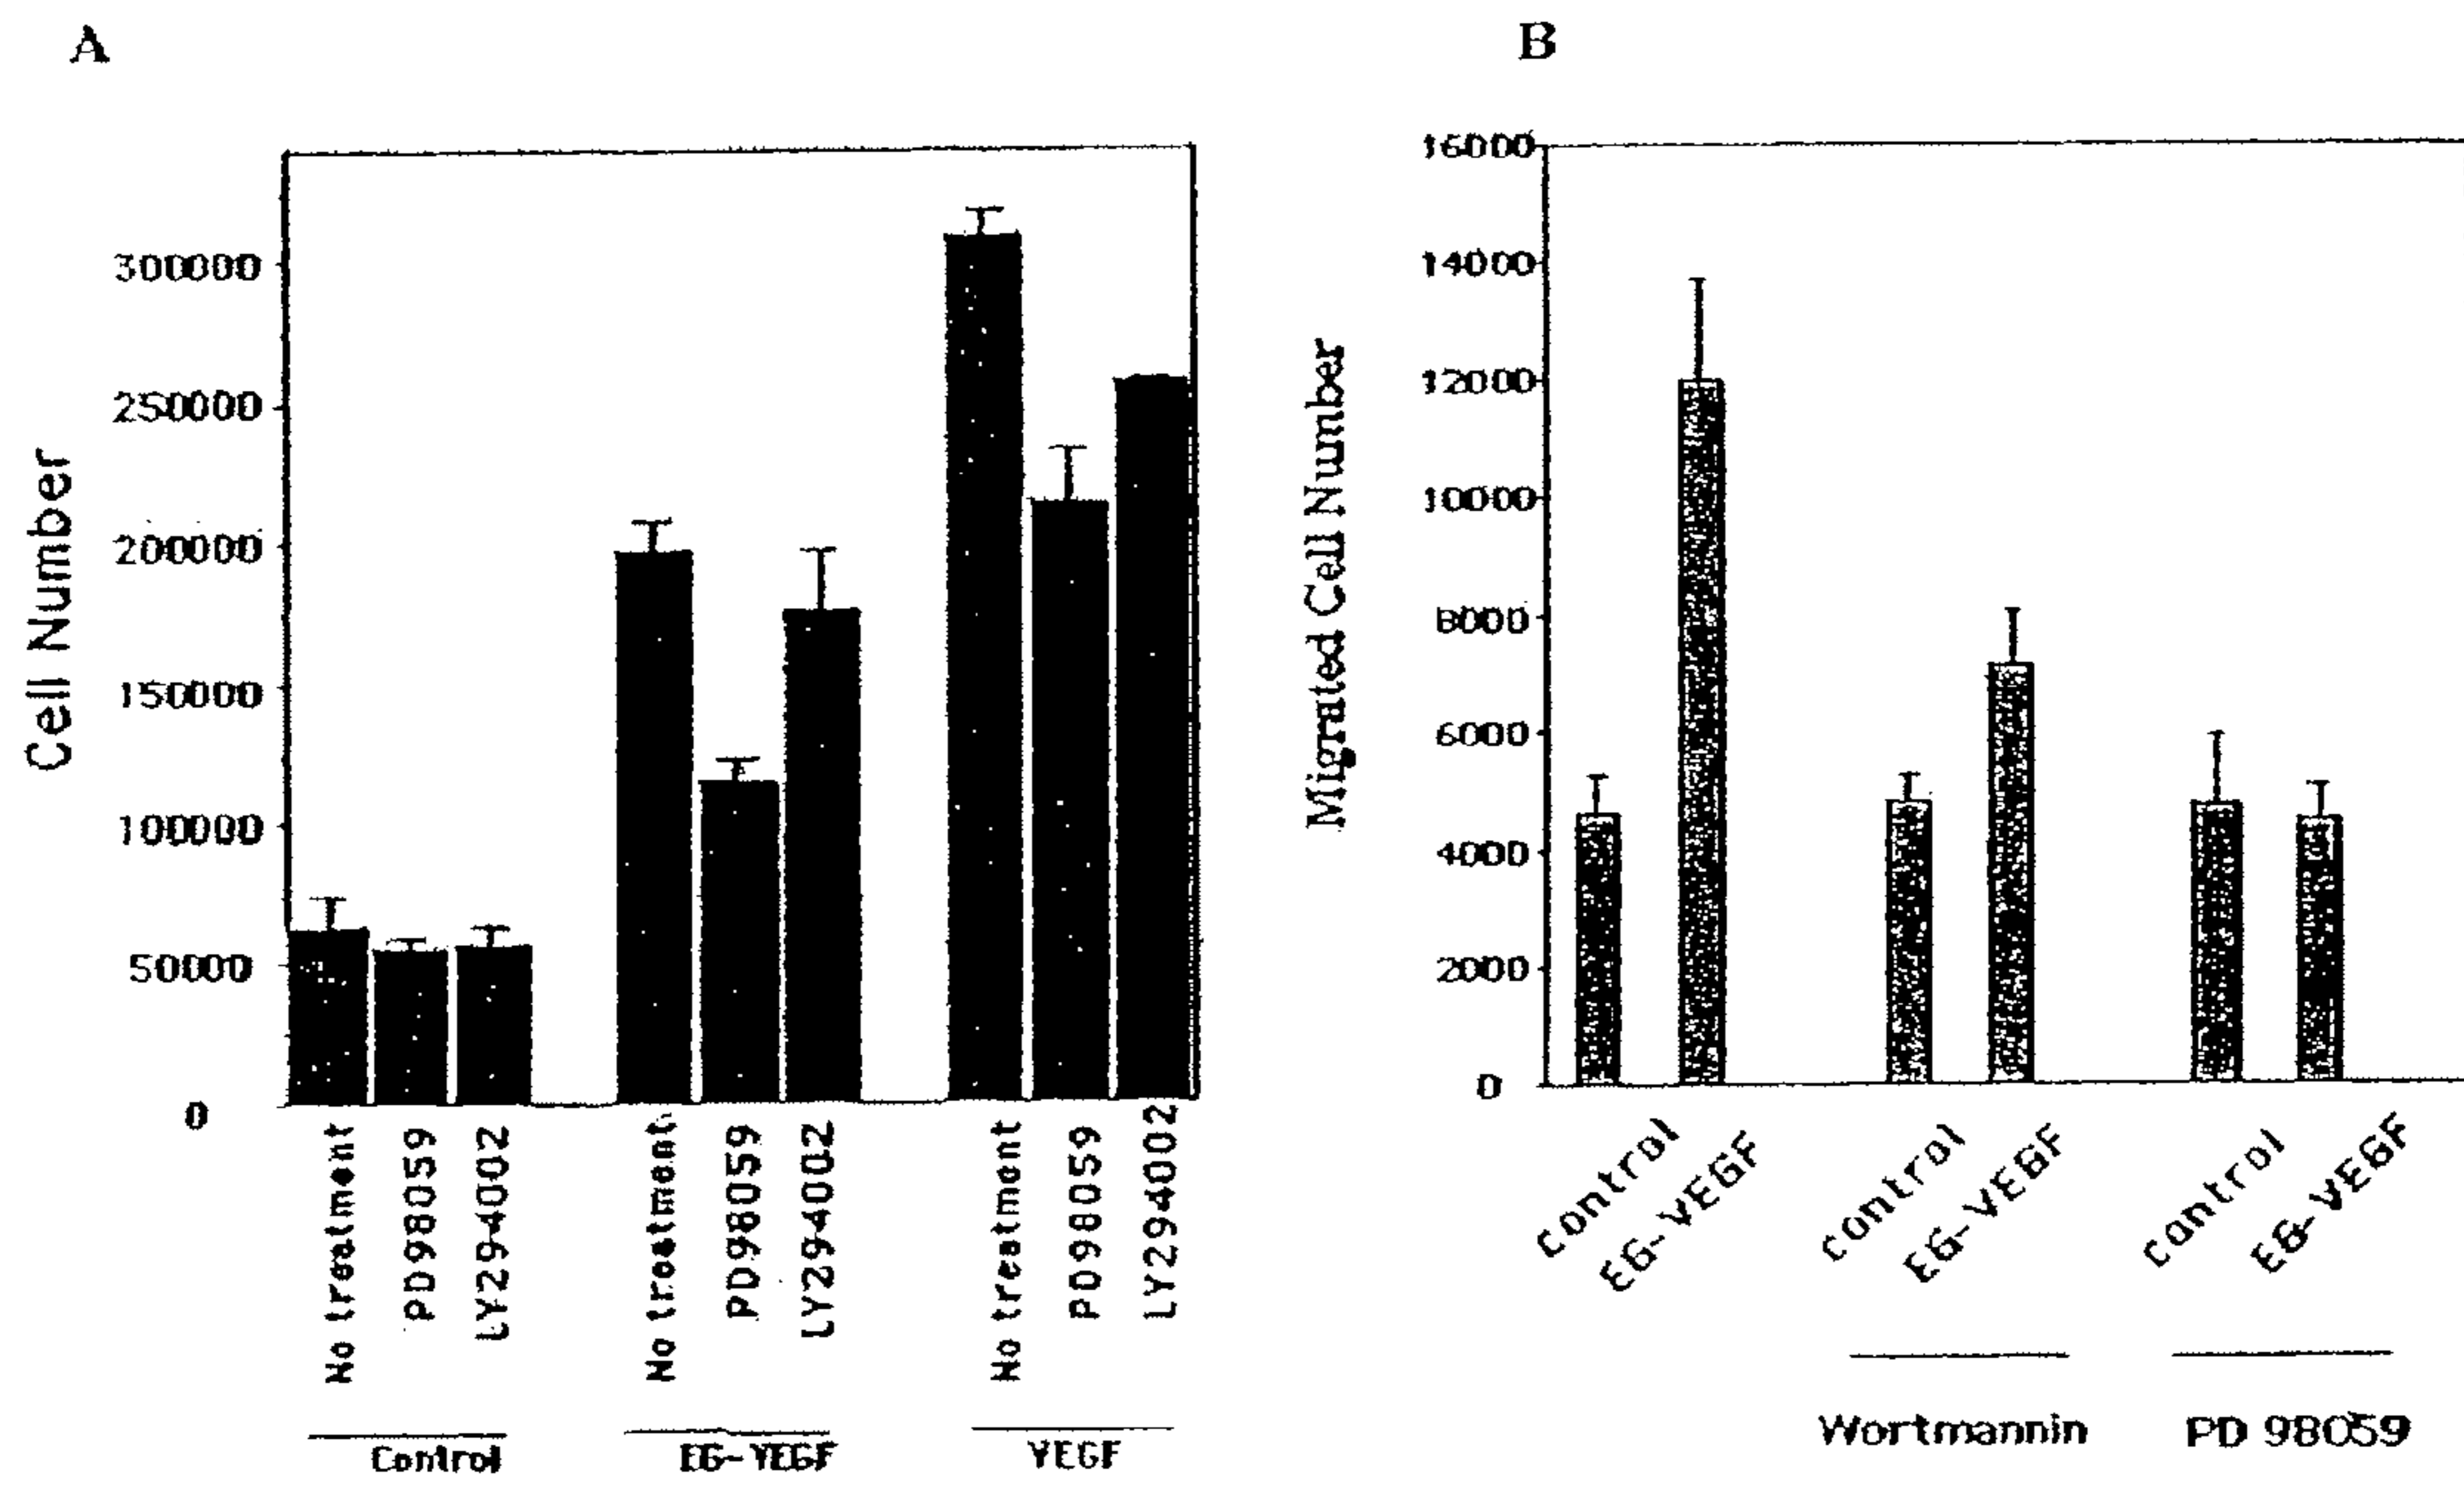 A
Cell Number
300000
250000
200000
150000
100000
50000
0
No treatment
PD98059
LY294002
No treatment
PD98059
LY294002
No treatment
PD98059
LY294002
Control
EG-VEGF
VEGF
B
Migrated Cell Number
16000
14000
12000
10000
8000
6000
4000
2000
0
control
EG-VEGF
control
EG-VEGF
control
EG-VEGF
Wortmannin
PD 98059